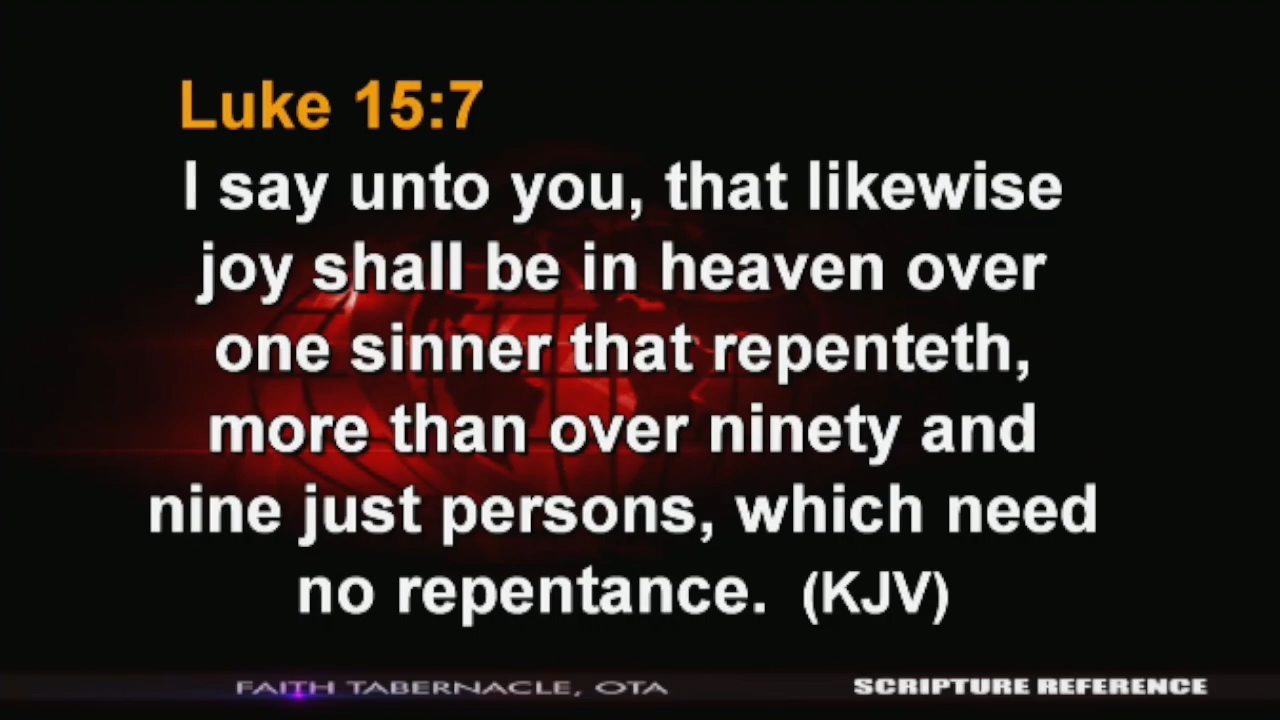 Luke 15:7
I say unto you, that likewise
joy shall be in heaven over
one sinner that repenteth,
more than over ninety and
nine just persons, which need
no repentance. (KJV)
FAITH TABERNACLE, OTA
SCRIPTURE REFERENCE